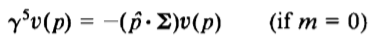 γ⁵v(p) = −(p̂ · Σ)v(p) (if m = 0)